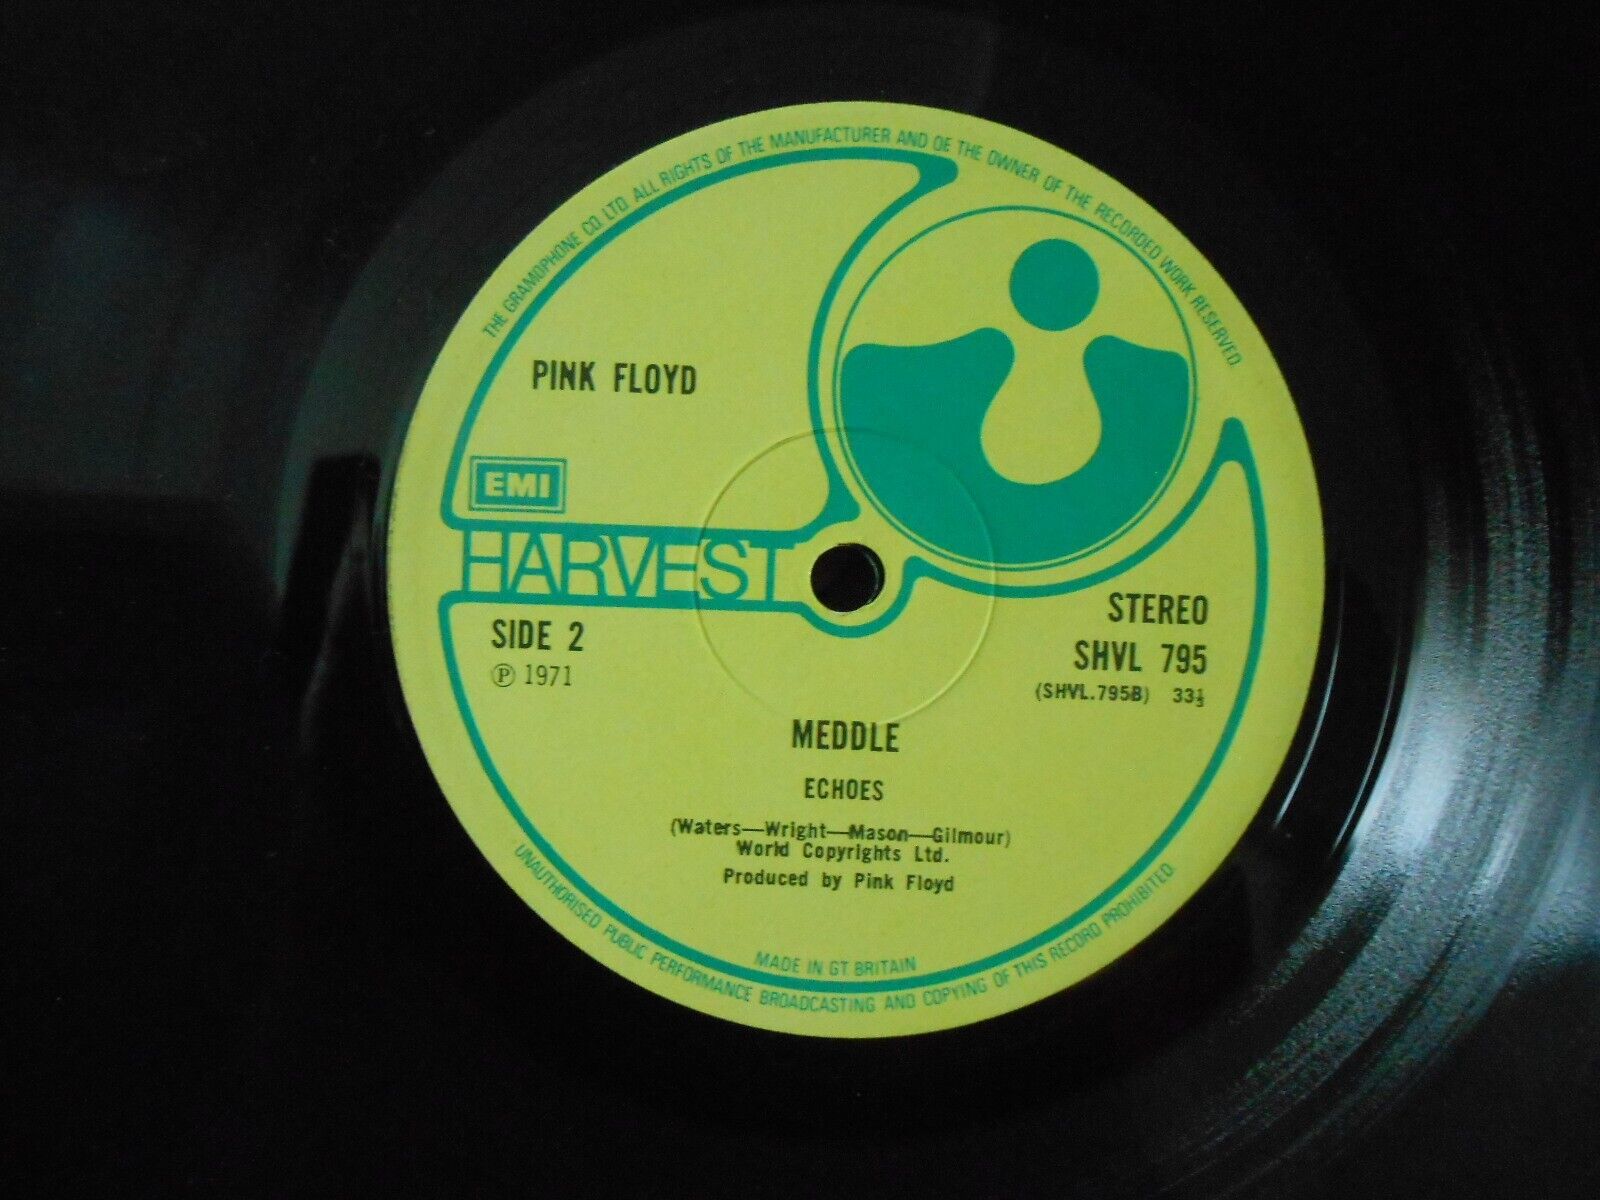 THE GRAMOPHONE CO. LTD. ALL RIGHTS OF THE MANUFACTURER AND OF THE OWNER OF THE RECORDED WORK RESERVED.
PINK FLOYD
EMI
HARVEST
SIDE 2
Ⓟ 1971
STEREO
SHVL 795
(SHVL.795B) 33⅓
MEDDLE
ECHOES
(Waters—Wright—Mason—Gilmour)
World Copyrights Ltd.
Produced by Pink Floyd
MADE IN GT. BRITAIN
UNAUTHORISED PUBLIC PERFORMANCE BROADCASTING AND COPYING OF THIS RECORD PROHIBITED.